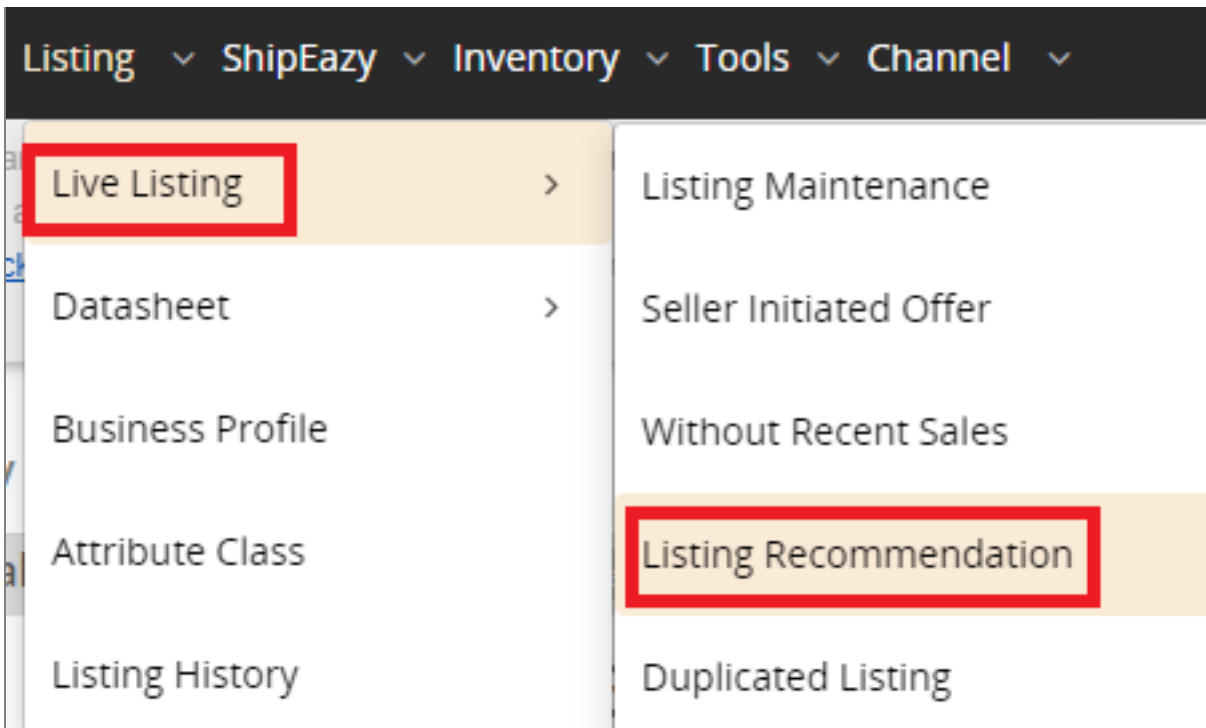 Listing ShipEazy Inventory Tools Channel
Live Listing
Datasheet
Business Profile
Attribute Class
Listing History
Listing Maintenance
Seller Initiated Offer
Without Recent Sales
Listing Recommendation
Duplicated Listing